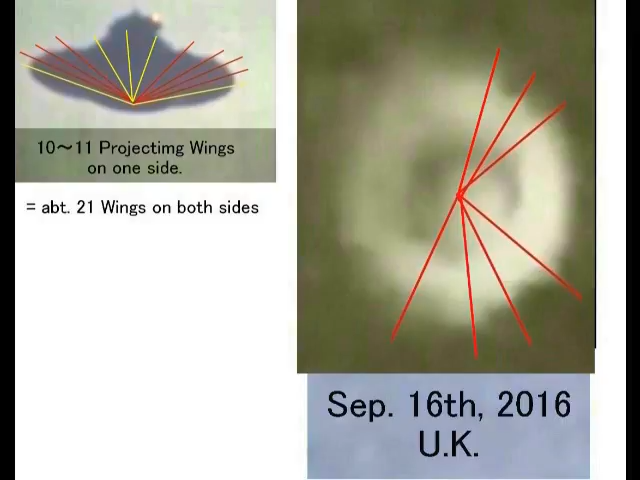 10～11 Projectimg Wings
on one side.
= abt. 21 Wings on both sides
Sep. 16th, 2016
U.K.